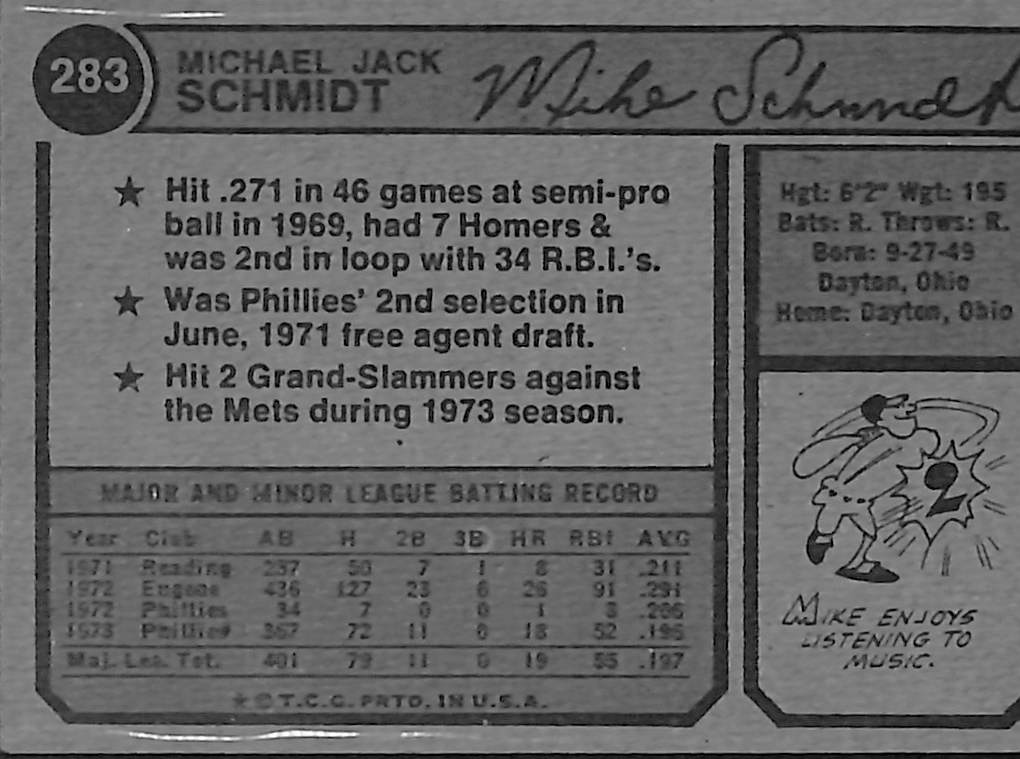 283
MICHAEL JACK
SCHMIDT
Mike Schmidt
★ Hit .271 in 46 games at semi-pro
ball in 1969, had 7 Homers &
was 2nd in loop with 34 R.B.I.'s.
★ Was Phillies' 2nd selection in
June, 1971 free agent draft.
★ Hit 2 Grand-Slammers against
the Mets during 1973 season.
Hgt: 6'2" Wgt: 195
Bats: R. Throws: R.
Born: 9-27-49
Dayton, Ohio
Home: Dayton, Ohio
2
MIKE ENJOYS
LISTENING TO
MUSIC.
MAJOR AND MINOR LEAGUE BATTING RECORD
Year Club AB H 2B 3B HR RBI AVG
1971 Reading 237 50 7 1 8 31 .211
1972 Eugene 436 127 23 6 26 91 .291
1972 Phillies 34 7 0 0 1 3 .206
1973 Phillies 367 72 11 0 18 52 .196
Maj. Lea. Tot. 401 79 11 0 19 55 .197
★ © T.C.G. PRTD. IN U.S.A.